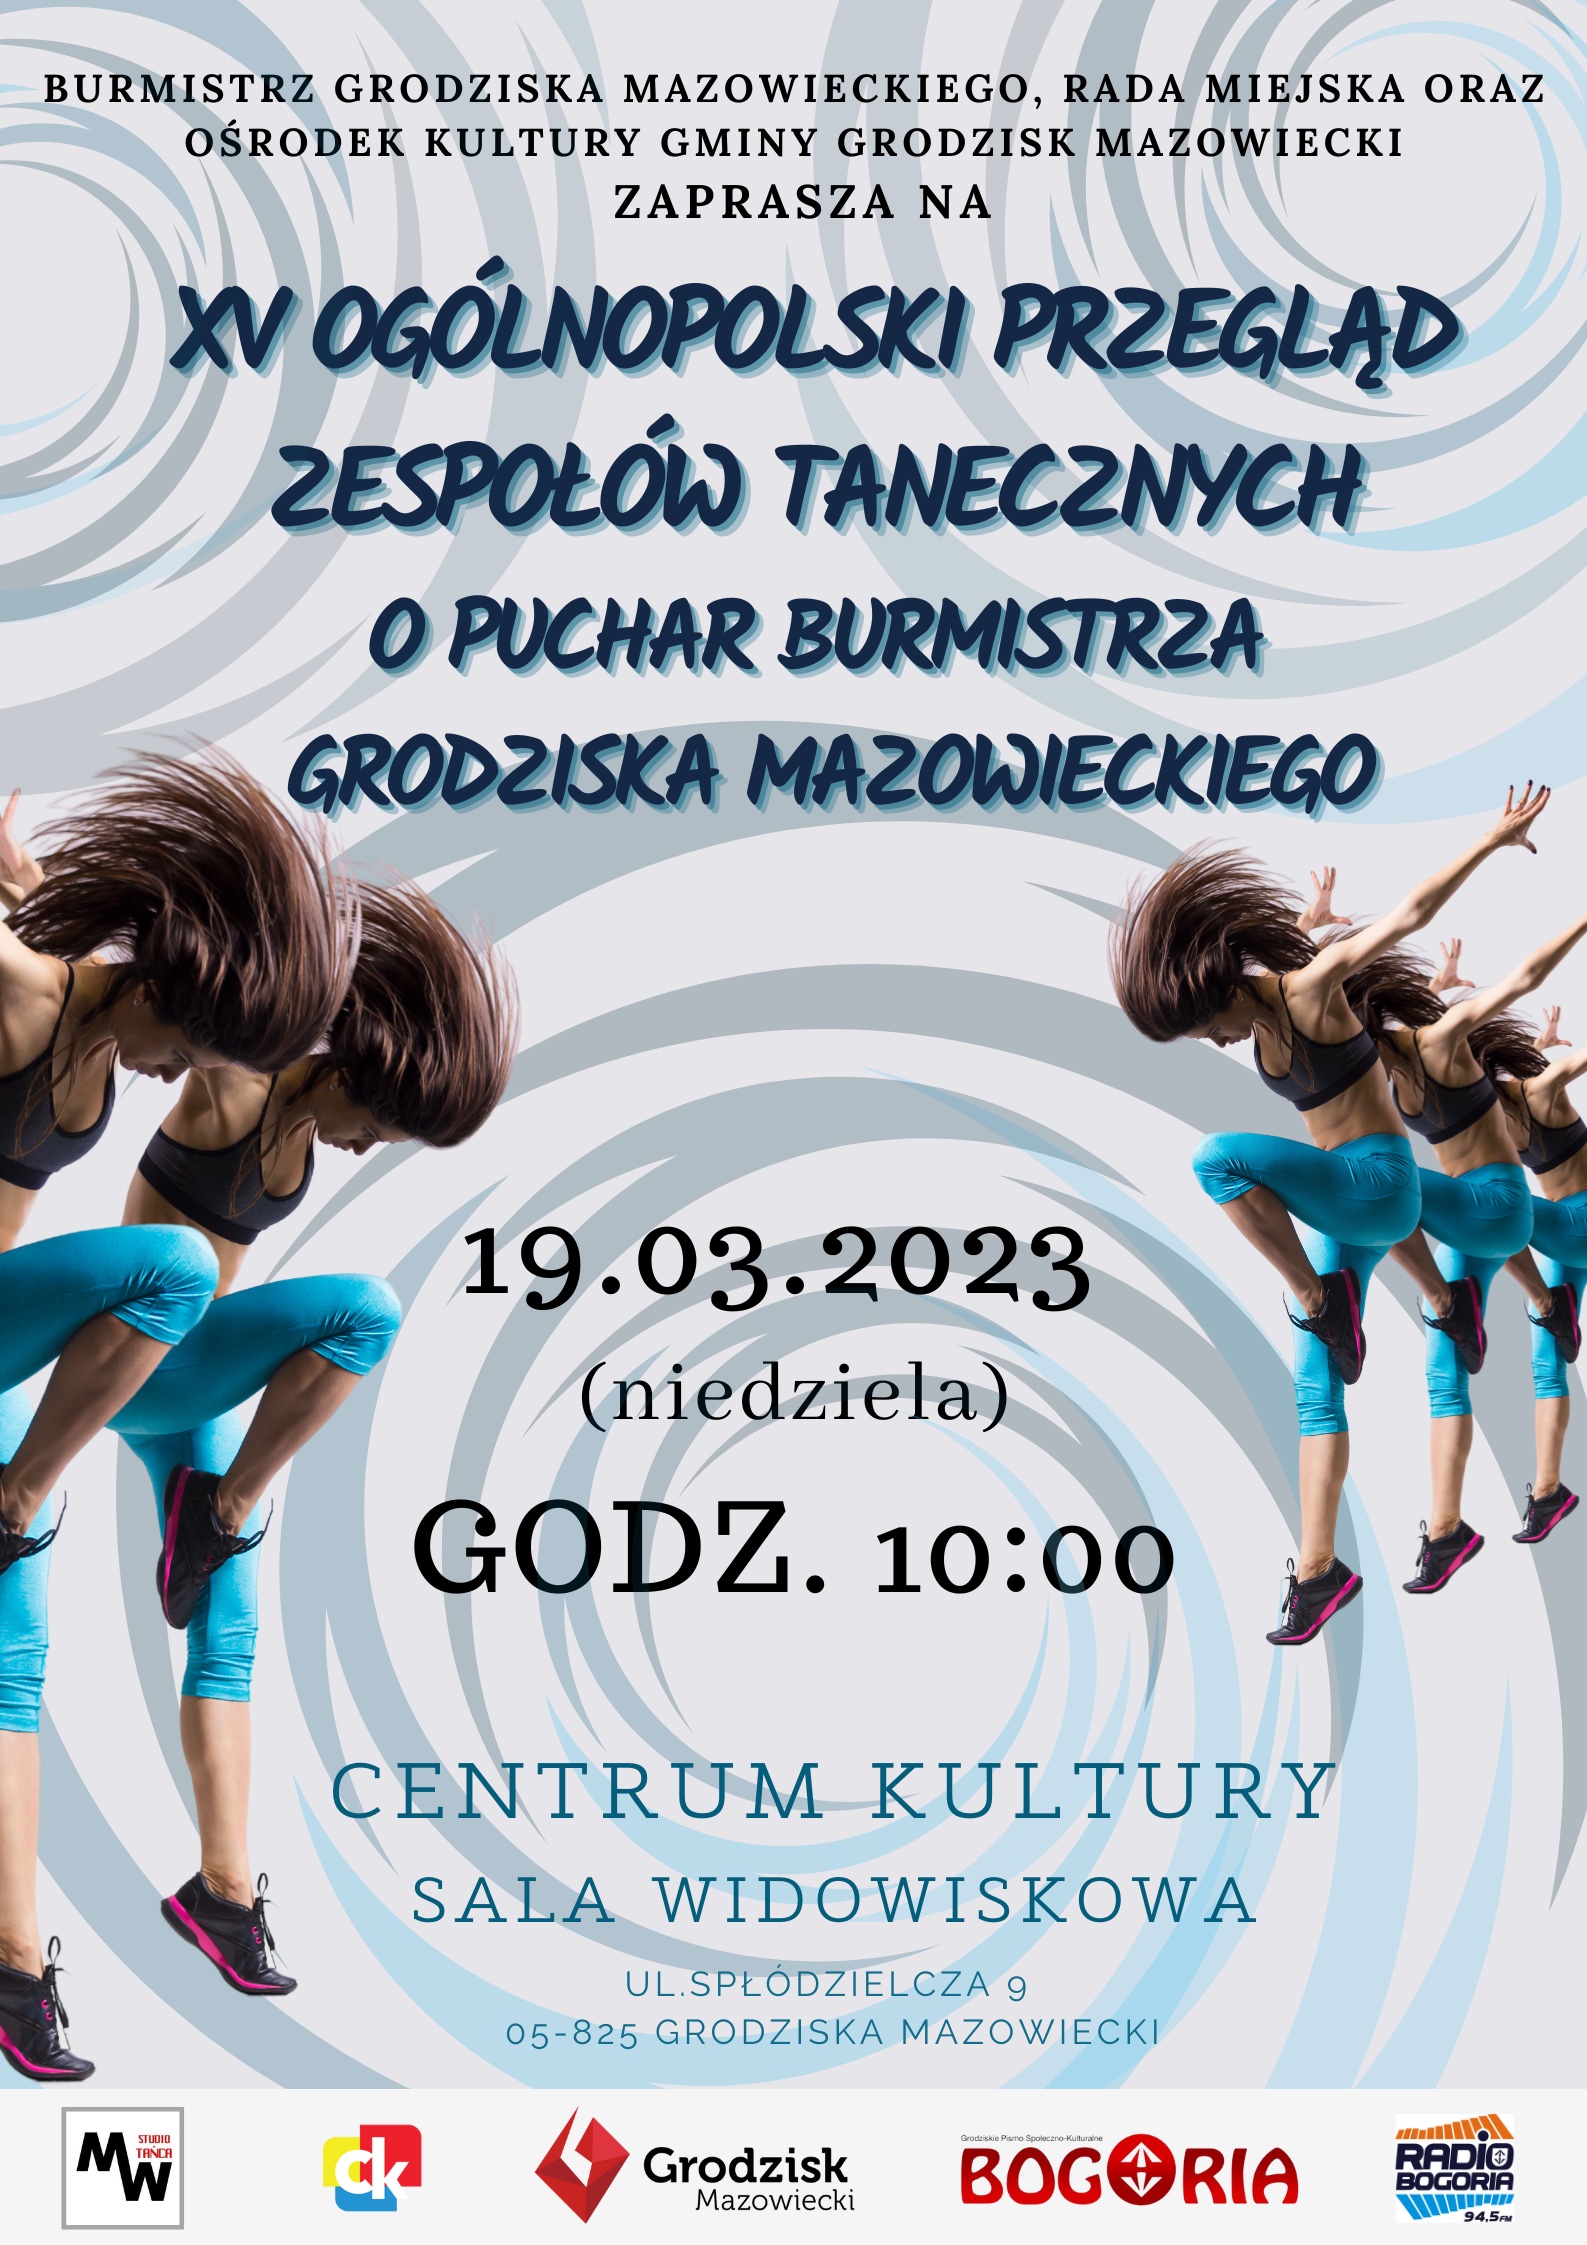 BURMISTRZ GRODZISKA MAZOWIECKIEGO, RADA MIEJSKA ORAZ
OŚRODEK KULTURY GMINY GRODZISK MAZOWIECKI
ZAPRASZA NA
XV OGÓLNOPOLSKI PRZEGLĄD
ZESPOŁÓW TANECZNYCH
O PUCHAR BURMISTRZA
GRODZISKA MAZOWIECKIEGO
19.03.2023
(niedziela)
GODZ. 10:00
CENTRUM KULTURY
SALA WIDOWISKOWA
UL.SPŁÓDZIELCZA 9
05-825 GRODZISKA MAZOWIECKI
MW STUDIO TAŃCA
ck
Grodzisk
Mazowiecki
Grodziskie Pismo Społeczno-Kulturalne
BOGORIA
RADIO
BOGORIA
94,5 FM